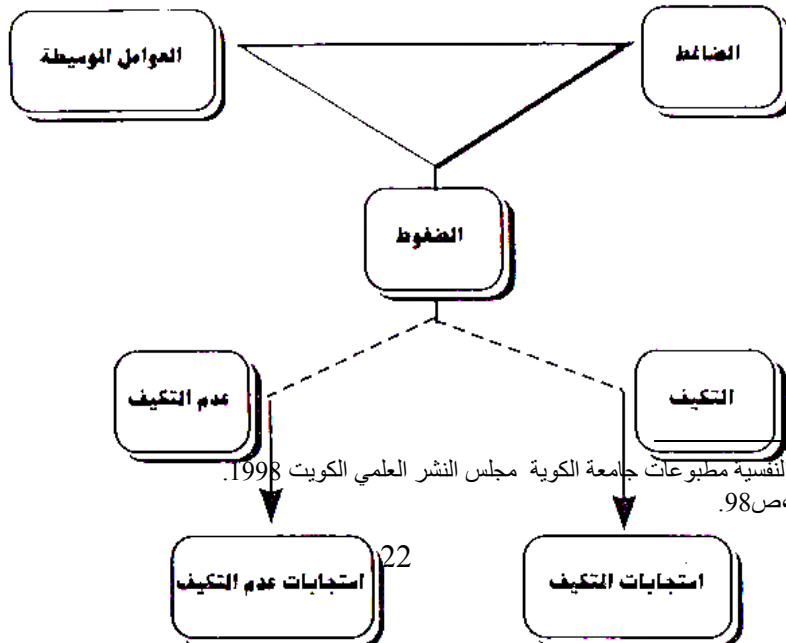 الضاغط
العوامل الوسيطة
الضغوط
التكيف
عدم التكيف
النفسية مطبوعات جامعة الكوية مجلس النشر العلمي الكويت 1998.
،ص98.
22
استجابات التكيف
استجابات عدم التكيف